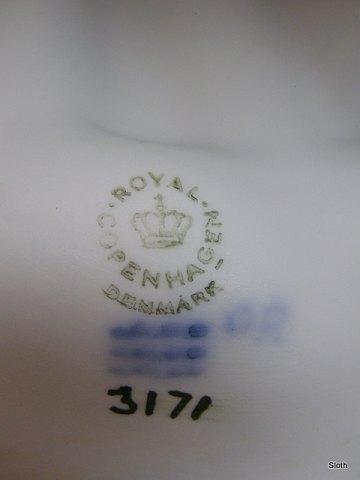 ROYAL
COPENHAGEN
DENMARK
3171
Sloth